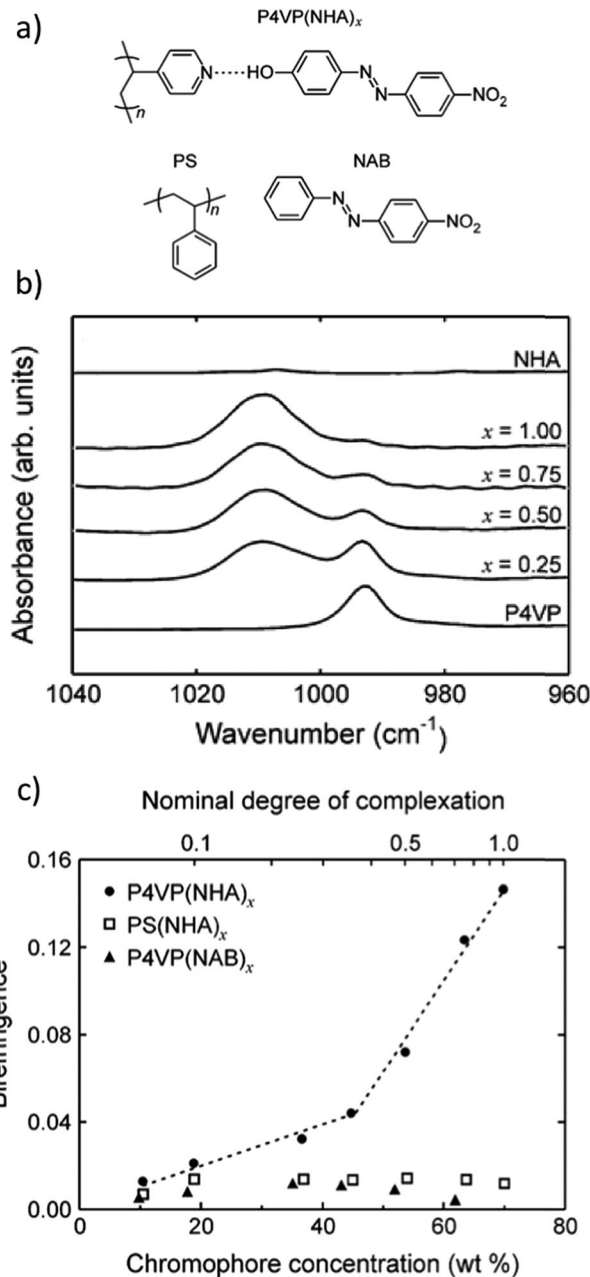 a)
P4VP(NHA)x
n
N
HO
N
N
NO2
PS
NAB
n
N
N
NO2
b)
Absorbance (arb. units)
NHA
x = 1.00
x = 0.75
x = 0.50
x = 0.25
P4VP
1040 1020 1000 980 960
Wavenumber (cm-1)
c)
Nominal degree of complexation
0.1 0.5 1.0
0.16
0.12
0.08
0.04
0.00
P4VP(NHA)x
PS(NHA)x
P4VP(NAB)x
0 20 40 60 80
Chromophore concentration (wt %)